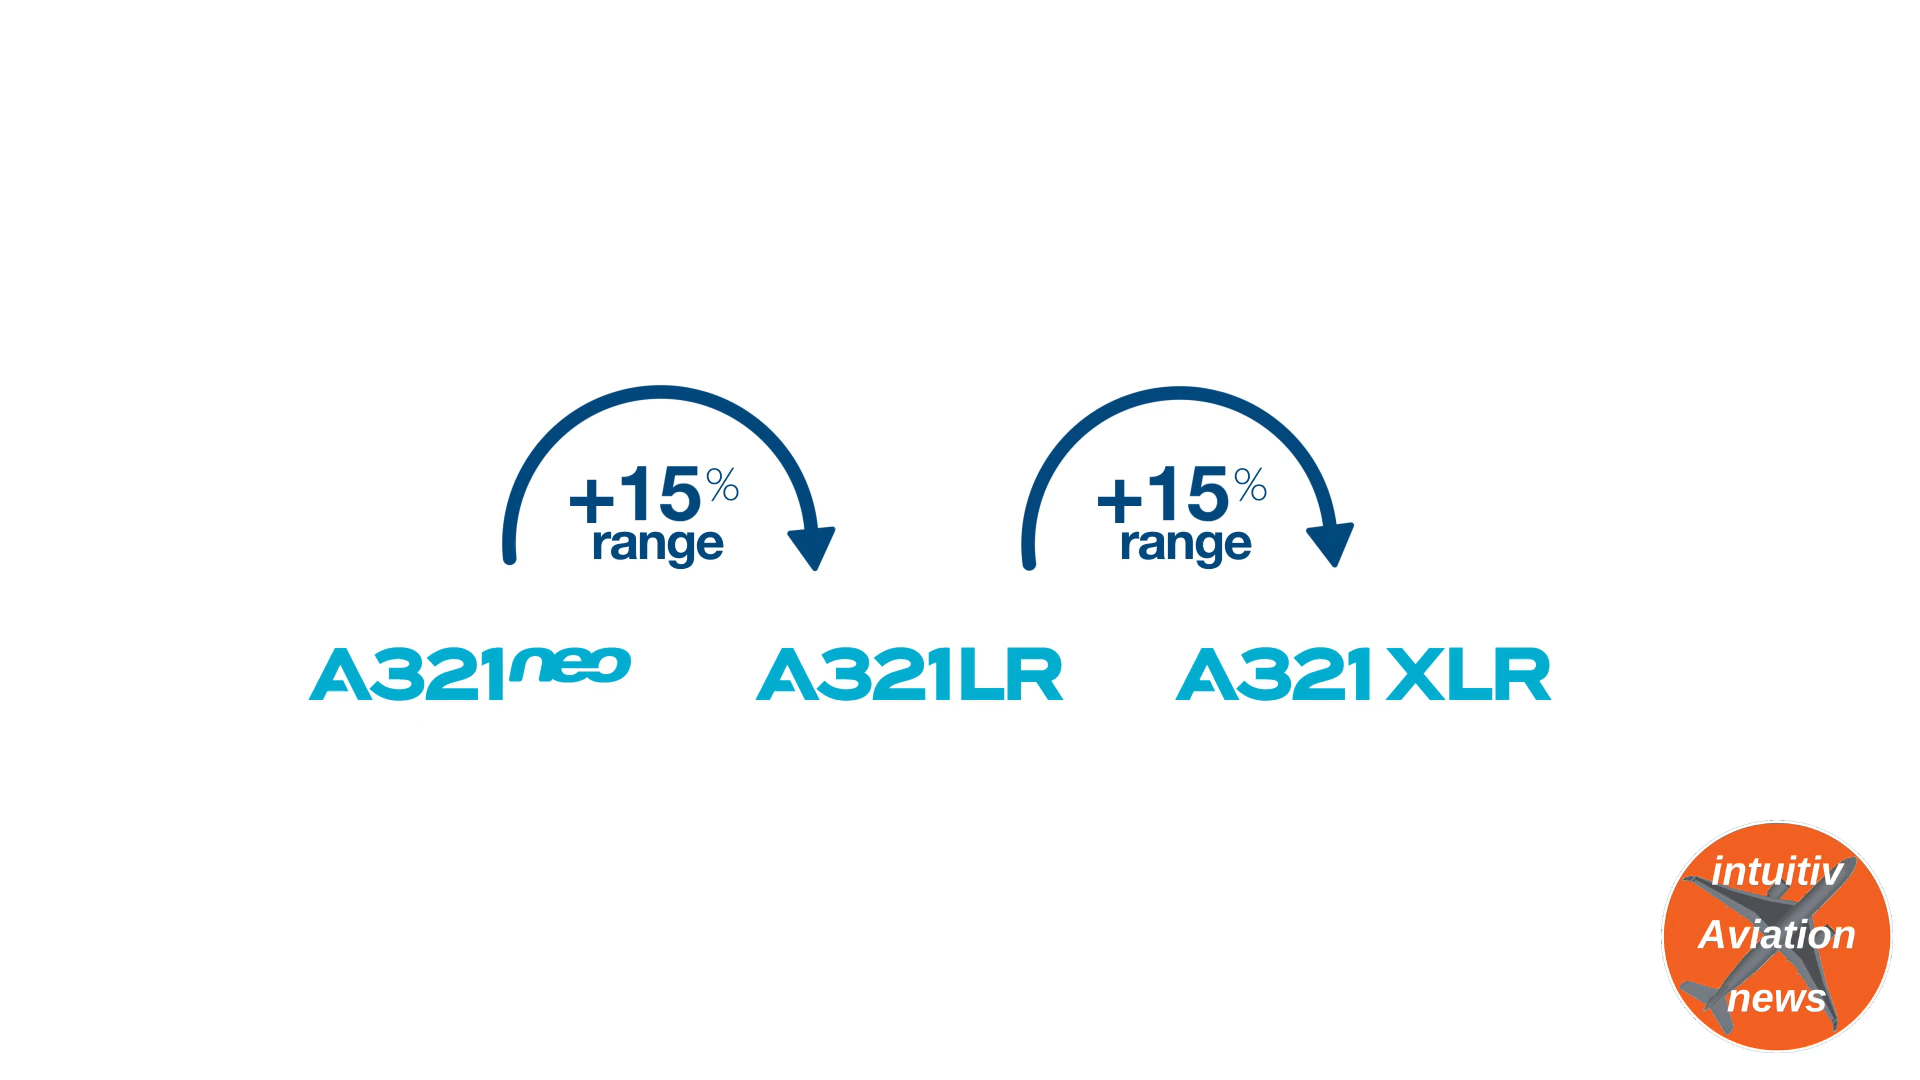 +15% +15%
range range
A321neo A321LR A321XLR
intuitiv
Aviation
news